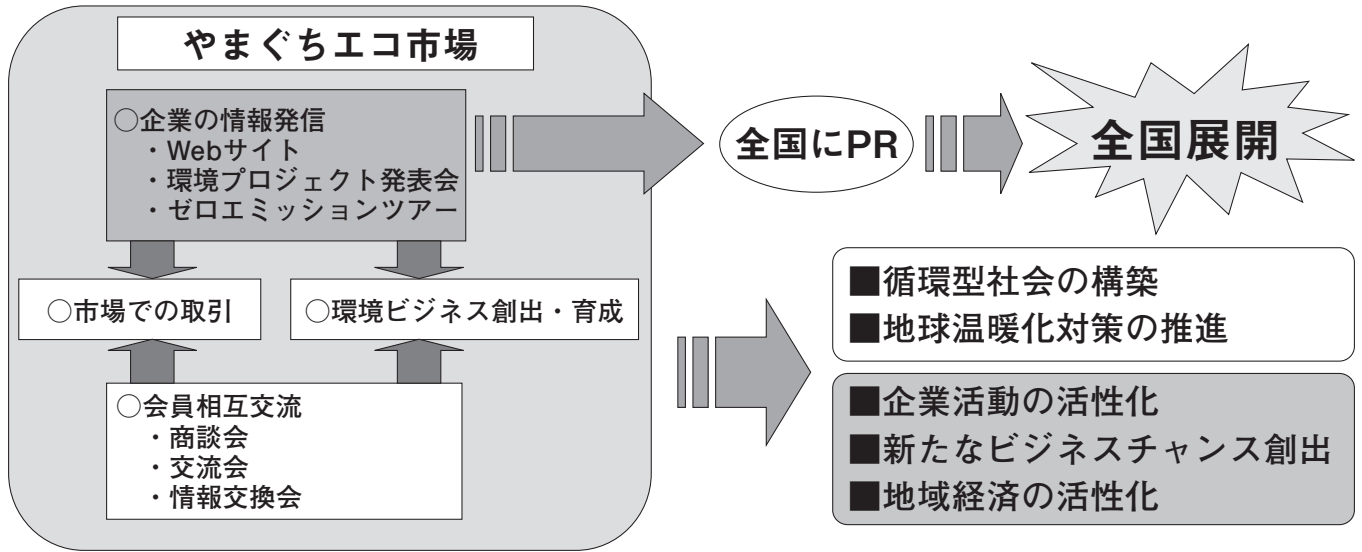 やまぐちエコ市場
○企業の情報発信
・Webサイト
・環境プロジェクト発表会
・ゼロエミッションツアー
全国にPR
全国展開
○市場での取引
○環境ビジネス創出・育成
○会員相互交流
・商談会
・交流会
・情報交換会
■循環型社会の構築
■地球温暖化対策の推進
■企業活動の活性化
■新たなビジネスチャンス創出
■地域経済の活性化